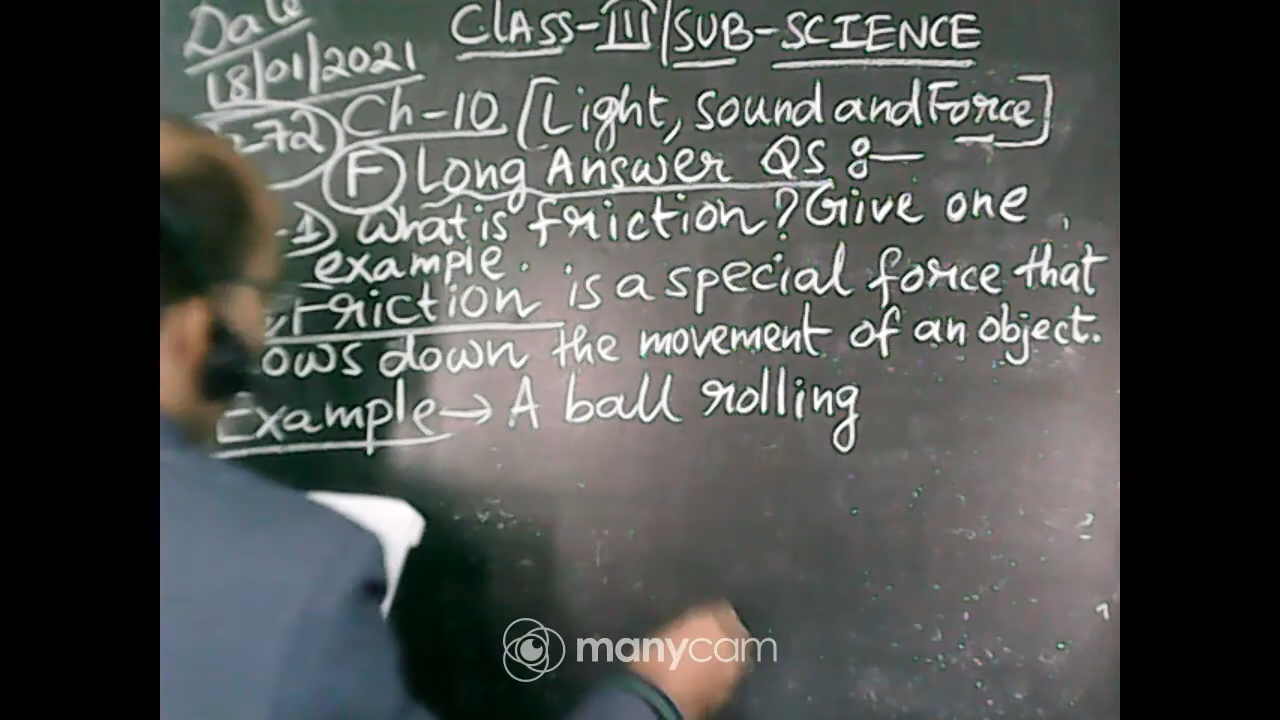 Date
CLASS-III/SUB-SCIENCE
18/01/2021
-72) Ch-10 [Light, Sound and Force]
(F) Long Answer QS :-
-1) What is friction? Give one
example.
Friction is a special force that
ows down the movement of an object.
Example → A ball rolling
manycam